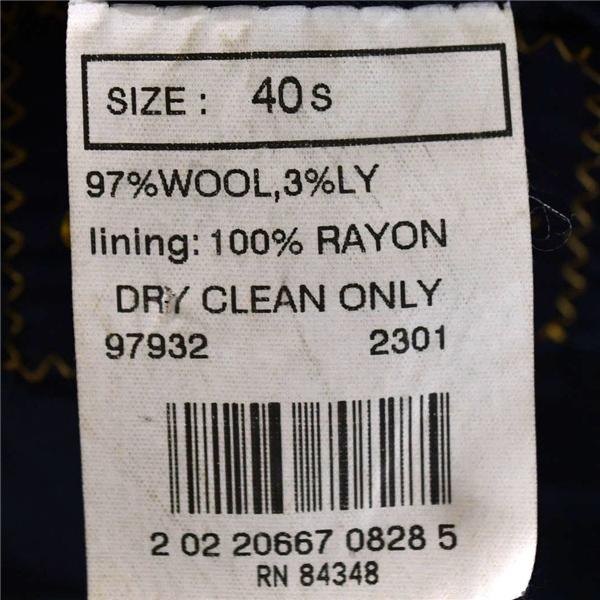 SIZE : 40S
97%WOOL,3%LY
lining: 100% RAYON
DRY CLEAN ONLY
97932 2301
2 02 20667 0828 5
RN 84348